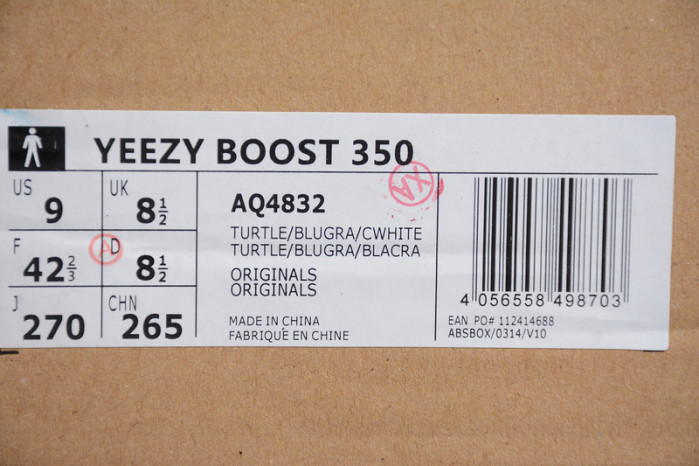 YEEZY BOOST 350
US 9 UK 8½
F 42⅔ D 8½
J 270 CHN 265
AQ4832
TURTLE/BLUGRA/CWHITE
TURTLE/BLUGRA/BLACRA
ORIGINALS
ORIGINALS
MADE IN CHINA
FABRIQUÉ EN CHINE
XA
A
4 056558 498703
EAN PO# 112414688
ABSBOX/0314/V10